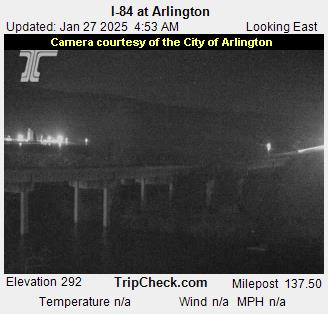 I-84 at Arlington
Updated: Jan 27 2025 4:53 AM Looking East
Camera courtesy of the City of Arlington
Elevation 292 TripCheck.com Milepost 137.50
Temperature n/a Wind n/a MPH n/a